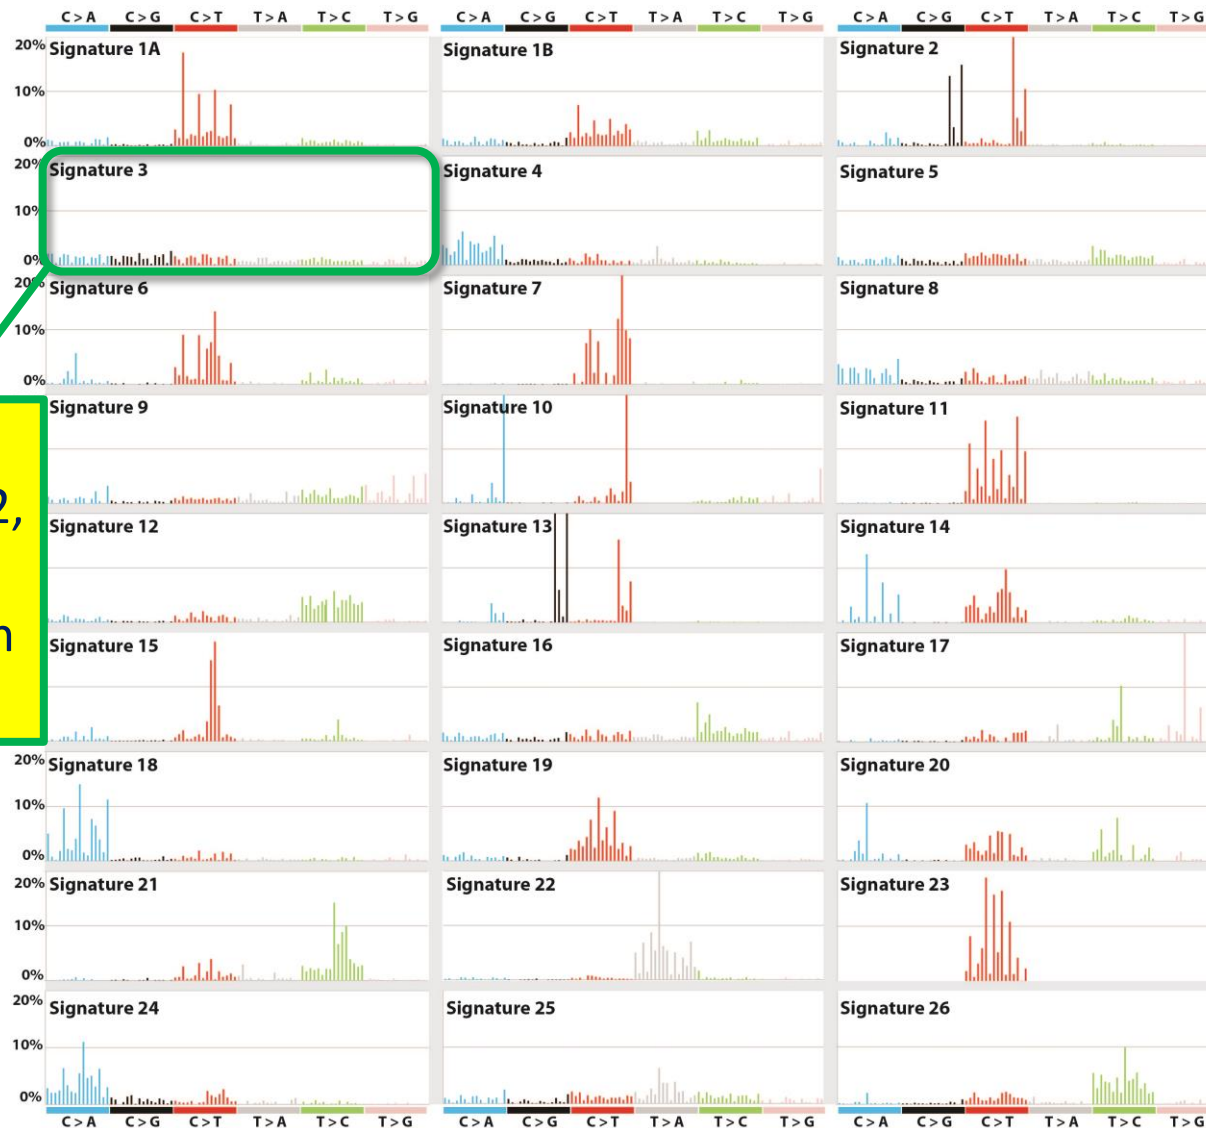 C > A C > G C > T T > A T > C T > G C > A C > G C > T T > A T > C T > G C > A C > G C > T T > A T > C T > G
20% Signature 1A Signature 1B Signature 2
10%
0%
20% Signature 3 Signature 4 Signature 5
10%
0%
20% Signature 6 Signature 7 Signature 8
10%
0%
Signature 9 Signature 10 Signature 11
2,
Signature 12 Signature 13 Signature 14
Signature 15 Signature 16 Signature 17
20% Signature 18 Signature 19 Signature 20
10%
0%
20% Signature 21 Signature 22 Signature 23
10%
0%
20% Signature 24 Signature 25 Signature 26
10%
0%
C > A C > G C > T T > A T > C T > G C > A C > G C > T T > A T > C T > G C > A C > G C > T T > A T > C T > G